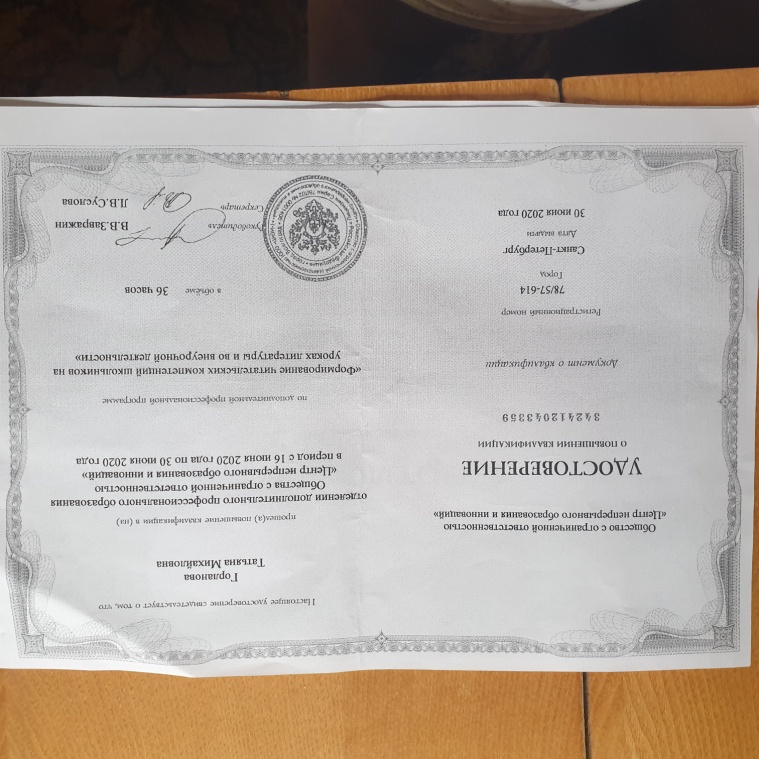 Общество с ограниченной ответственностью
«Центр непрерывного образования и инноваций»
УДОСТОВЕРЕНИЕ
О ПОВЫШЕНИИ КВАЛИФИКАЦИИ
342412043359
Документ о квалификации
Регистрационный номер
78/57-614
Город
Санкт-Петербург
Дата выдачи
30 июня 2020 года
Настоящее удостоверение свидетельствует о том, что
Горланова
Татьяна Михайловна
прошел(а) повышение квалификации в (на)
отделении дополнительного профессионального образования
Общества с ограниченной ответственностью
«Центр непрерывного образования и инноваций»
в период с 16 июня 2020 года по 30 июня 2020 года
по дополнительной профессиональной программе
«Формирование читательских компетенций школьников на
уроках литературы и во внеурочной деятельности»
в объёме 36 часов
Руководитель В.В.Завражин
Секретарь Л.В.Суслова